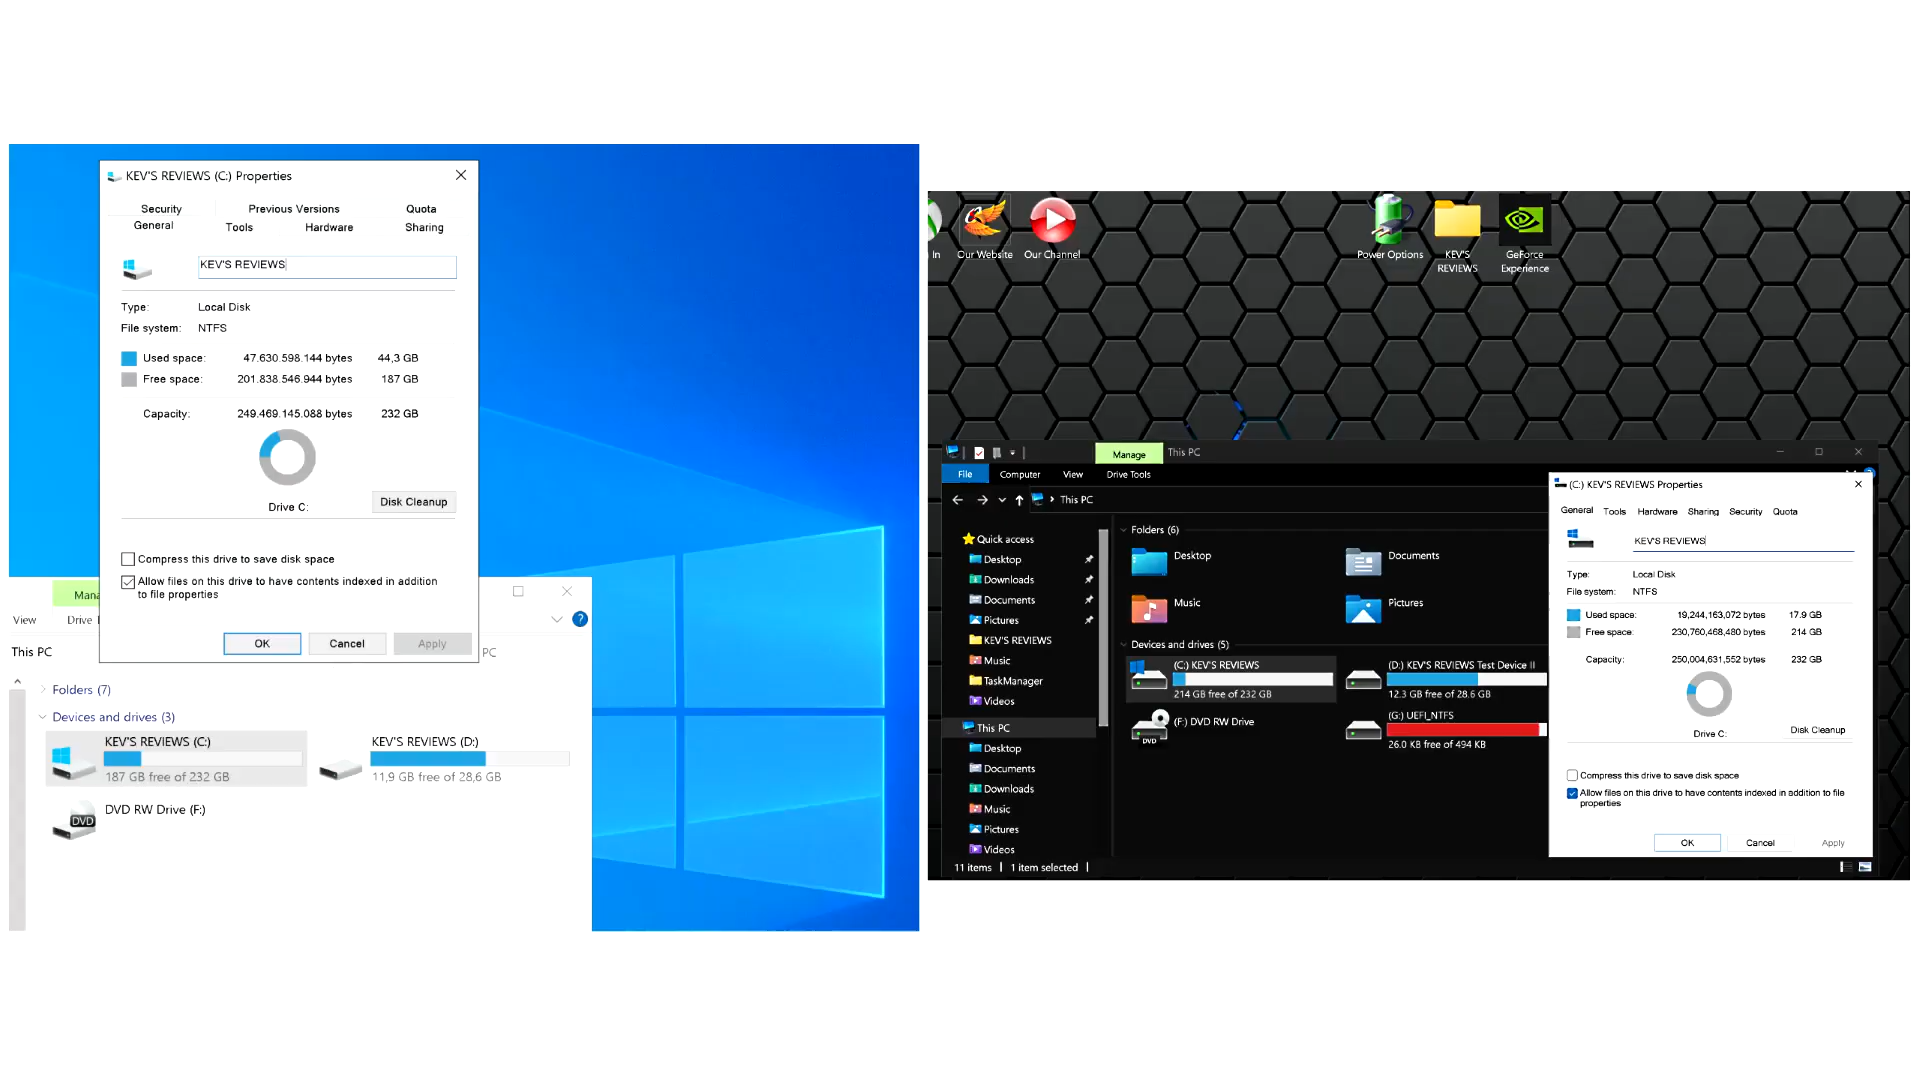 KEV'S REVIEWS (C:) Properties
Security Previous Versions Quota
General Tools Hardware Sharing
KEV'S REVIEWS
Type: Local Disk
File system: NTFS
Used space: 47.630.598.144 bytes 44,3 GB
Free space: 201.838.546.944 bytes 187 GB
Capacity: 249.469.145.088 bytes 232 GB
Drive C:
Disk Cleanup
Compress this drive to save disk space
Allow files on this drive to have contents indexed in addition
to file properties
OK Cancel Apply
View Drive
This PC
PC
Folders (7)
Devices and drives (3)
KEV'S REVIEWS (C:)
187 GB free of 232 GB
KEV'S REVIEWS (D:)
11,9 GB free of 28,6 GB
DVD
DVD RW Drive (F:)
In
Our Website
Our Channel
Power Options
KEV'S
REVIEWS
GeForce
Experience
Manage This PC
File Computer View Drive Tools
This PC
Quick access
Desktop
Downloads
Documents
Pictures
KEV'S REVIEWS
Music
TaskManager
Videos
This PC
Desktop
Documents
Downloads
Music
Pictures
Videos
11 items 1 item selected
Folders (6)
Desktop
Documents
Music
Pictures
Devices and drives (5)
(C:) KEV'S REVIEWS
214 GB free of 232 GB
(D:) KEV'S REVIEWS Test Device II
12.3 GB free of 28.6 GB
DVD
(F:) DVD RW Drive
(G:) UEFI_NTFS
26.0 KB free of 494 KB
(C:) KEV'S REVIEWS Properties
General Tools Hardware Sharing Security Quota
KEV'S REVIEWS
Type: Local Disk
File system: NTFS
Used space: 19,244,163,072 bytes 17.9 GB
Free space: 230,760,468,480 bytes 214 GB
Capacity: 250,004,631,552 bytes 232 GB
Drive C:
Disk Cleanup
Compress this drive to save disk space
Allow files on this drive to have contents indexed in addition to file
properties
OK Cancel Apply